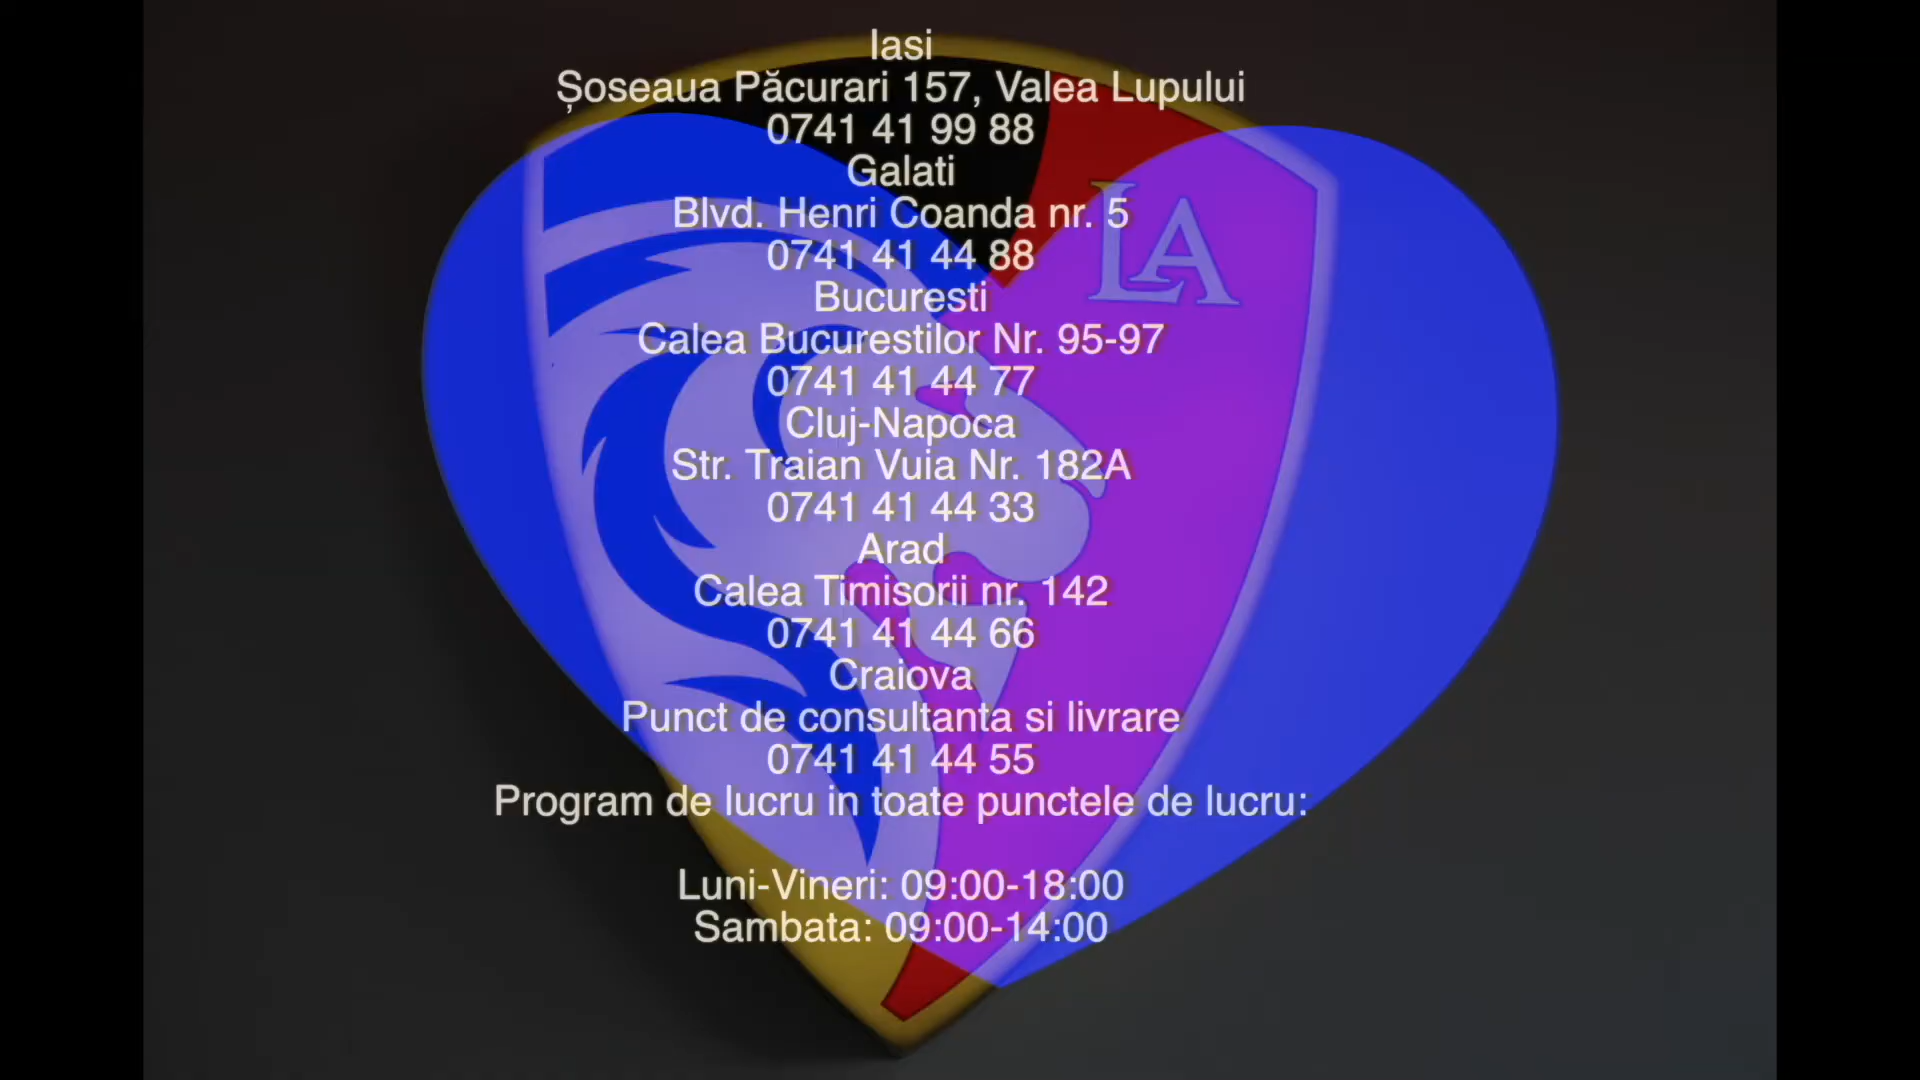 Iasi
Șoseaua Păcurari 157, Valea Lupului
0741 41 99 88
Galati
Blvd. Henri Coanda nr. 5
0741 41 44 88
Bucuresti
Calea Bucurestilor Nr. 95-97
0741 41 44 77
Cluj-Napoca
Str. Traian Vuia Nr. 182A
0741 41 44 33
Arad
Calea Timisorii nr. 142
0741 41 44 66
Craiova
Punct de consultanta si livrare
0741 41 44 55
Program de lucru in toate punctele de lucru:
Luni-Vineri: 09:00-18:00
Sambata: 09:00-14:00
LA